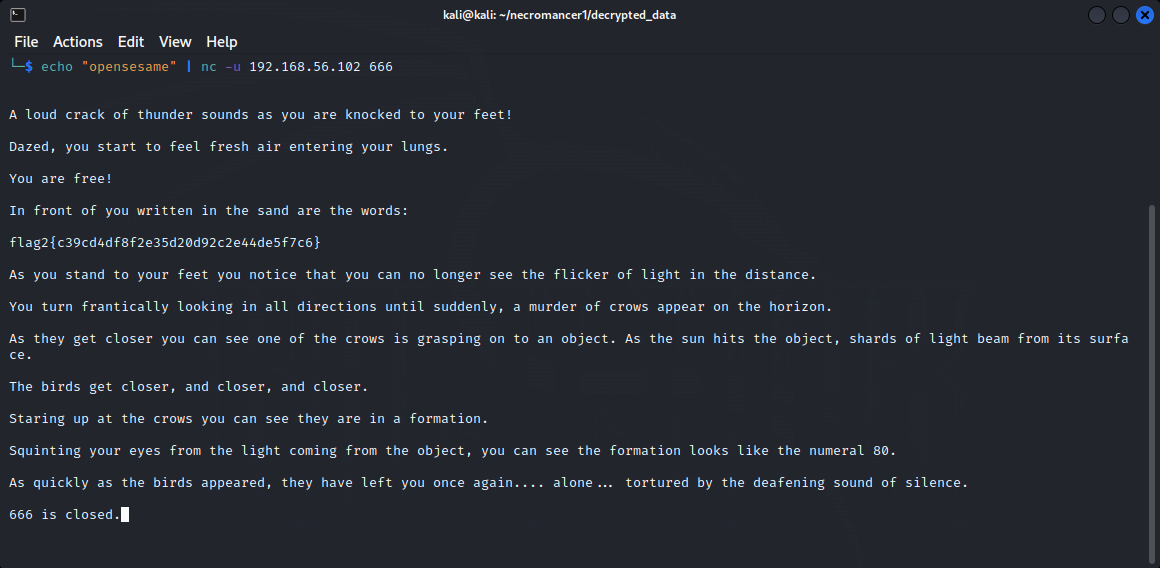 kali@kali: ~/necromancer1/decrypted_data
File Actions Edit View Help
└─$ echo "opensesame" | nc -u 192.168.56.102 666
A loud crack of thunder sounds as you are knocked to your feet!
Dazed, you start to feel fresh air entering your lungs.
You are free!
In front of you written in the sand are the words:
flag2{c39cd4df8f2e35d20d92c2e44de5f7c6}
As you stand to your feet you notice that you can no longer see the flicker of light in the distance.
You turn frantically looking in all directions until suddenly, a murder of crows appear on the horizon.
As they get closer you can see one of the crows is grasping on to an object. As the sun hits the object, shards of light beam from its surfa
ce.
The birds get closer, and closer, and closer.
Staring up at the crows you can see they are in a formation.
Squinting your eyes from the light coming from the object, you can see the formation looks like the numeral 80.
As quickly as the birds appeared, they have left you once again.... alone... tortured by the deafening sound of silence.
666 is closed.